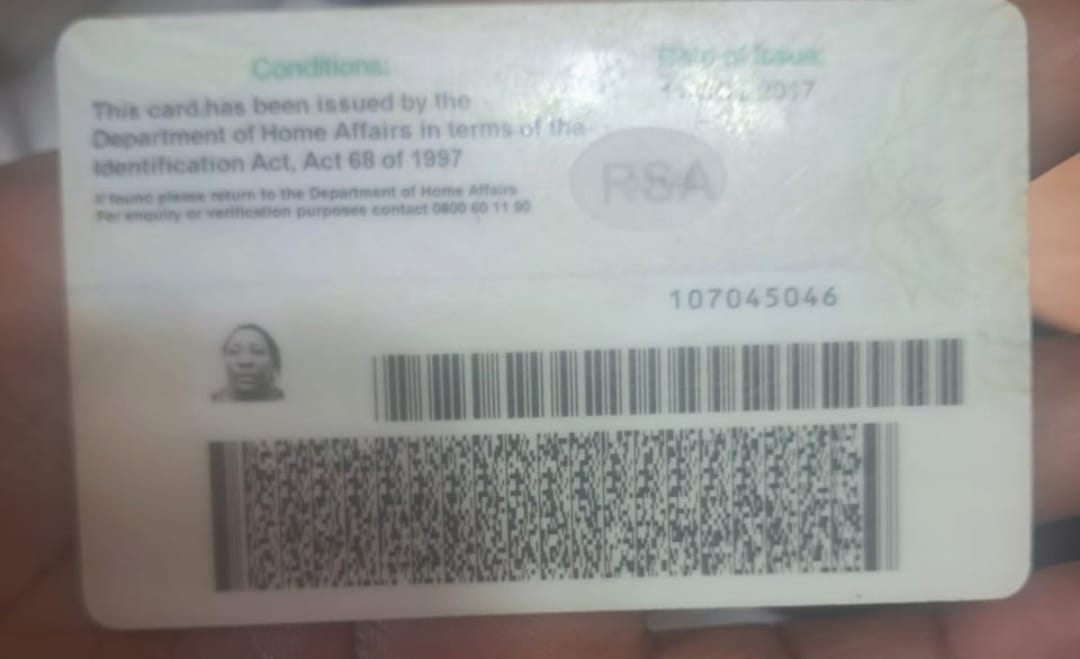 Conditions:
This card has been issued by the
Department of Home Affairs in terms of the
Identification Act, Act 68 of 1997
If found please return to the Department of Home Affairs
For enquiry or verification purposes contact 0800 60 11 90
Date of Issue:
2017
RSA
107045046